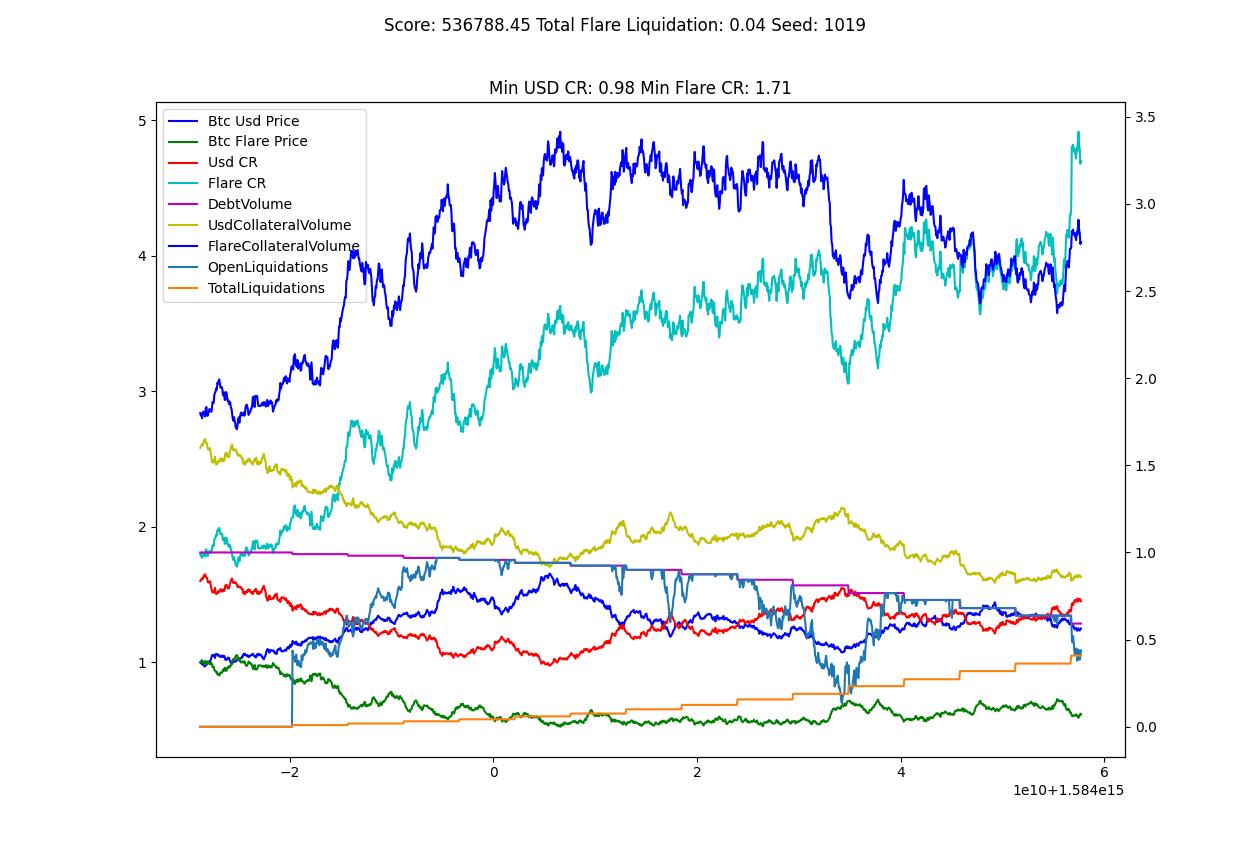 Score: 536788.45 Total Flare Liquidation: 0.04 Seed: 1019
Min USD CR: 0.98 Min Flare CR: 1.71
Btc Usd Price
Btc Flare Price
Usd CR
Flare CR
DebtVolume
UsdCollateralVolume
FlareCollateralVolume
OpenLiquidations
TotalLiquidations
5
4
3
2
1
3.5
3.0
2.5
2.0
1.5
1.0
0.5
0.0
−2
0
2
4
6
1e10+1.584e15